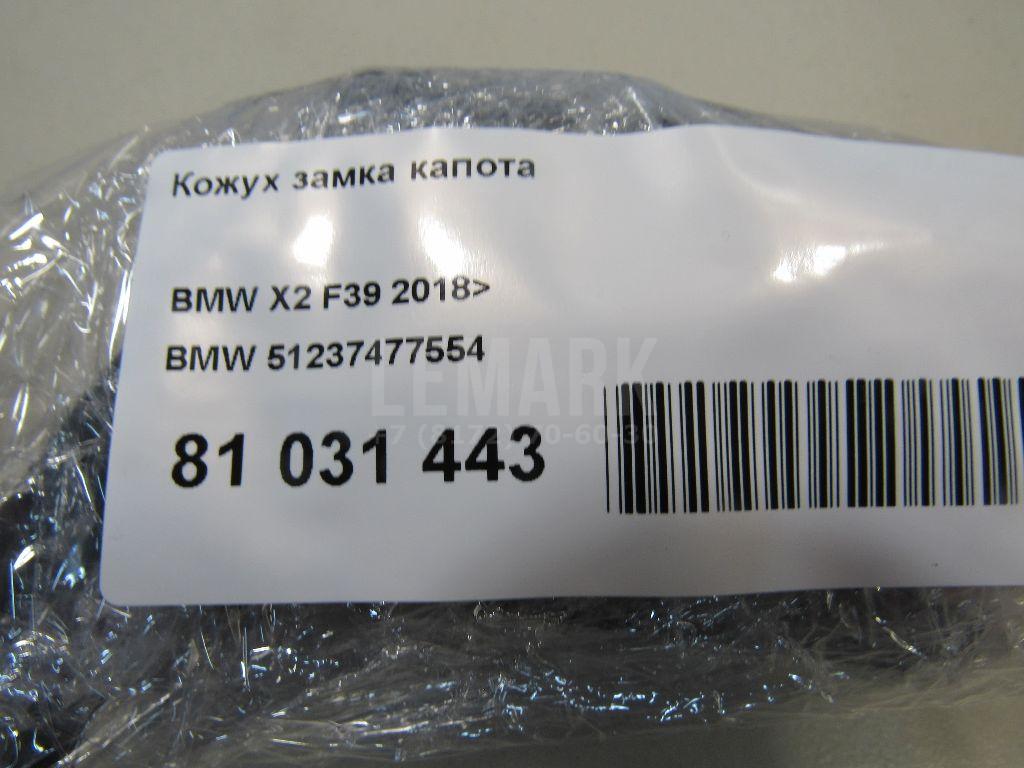 Кожух замка капота
BMW X2 F39 2018>
BMW 51237477554
LEMARK
81 031 443